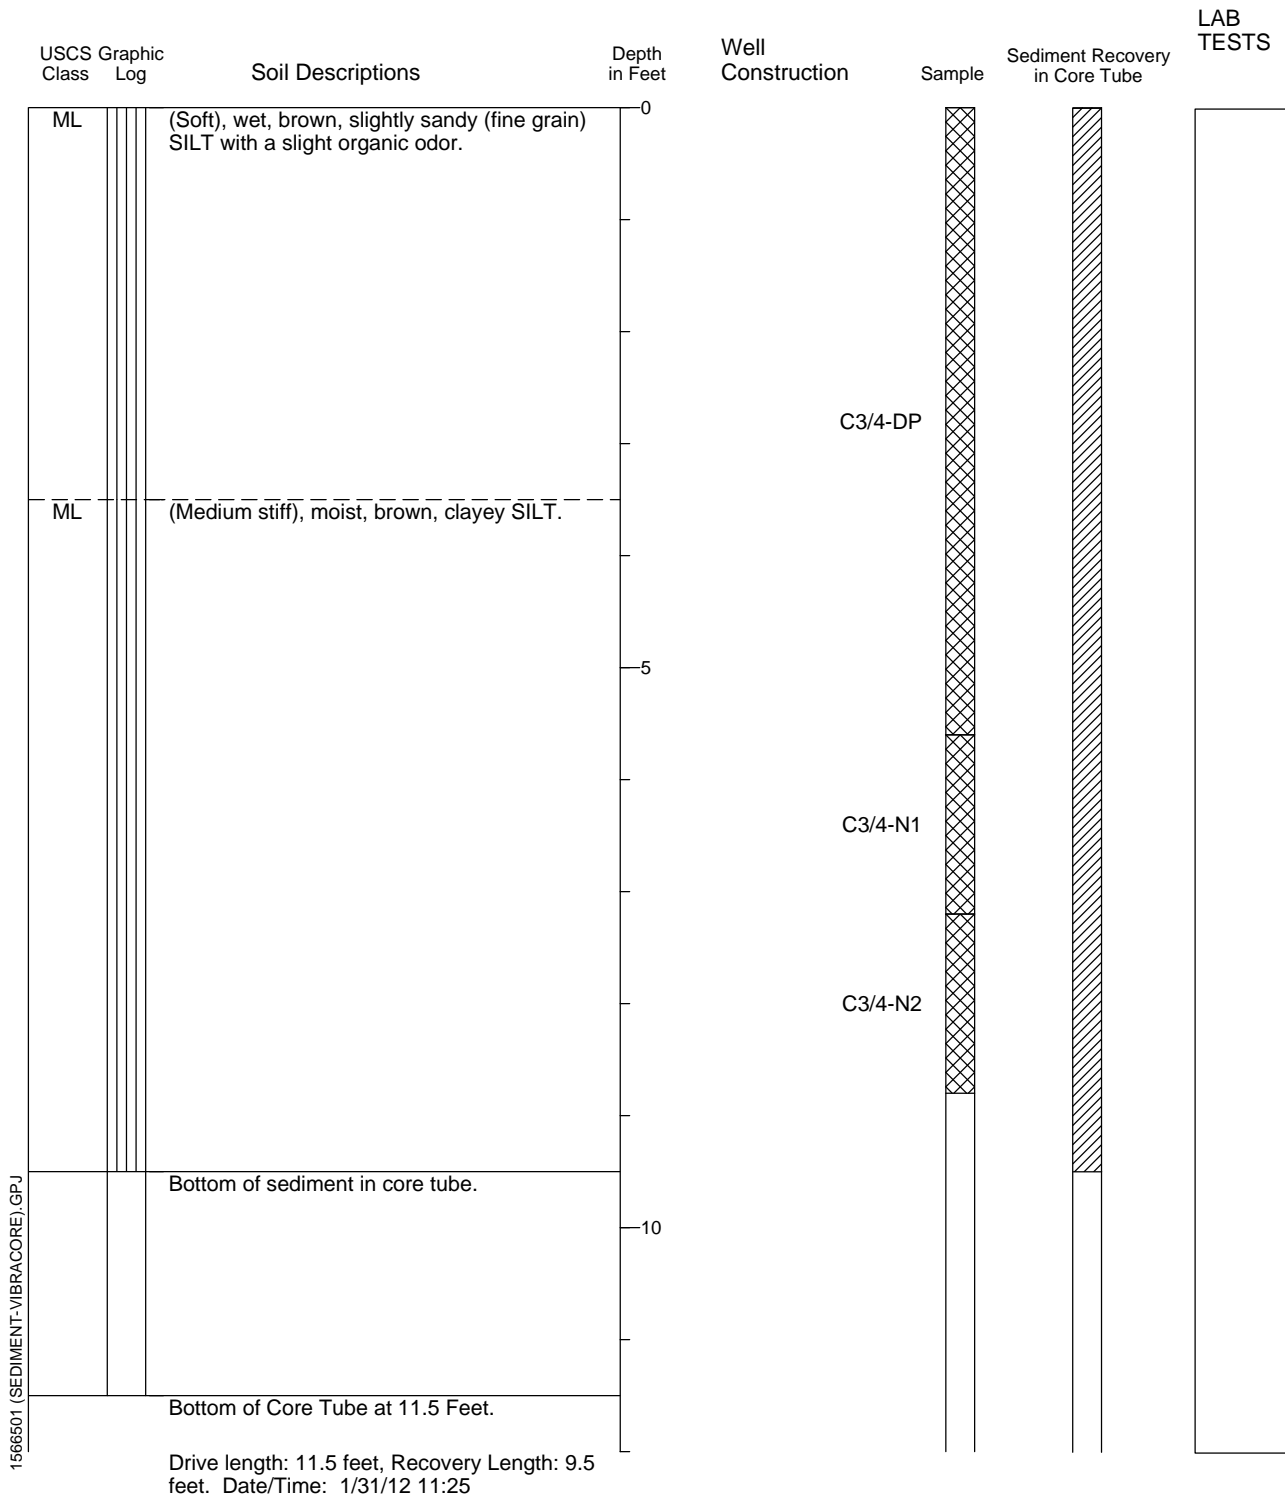 USCS Class
Graphic Log
Soil Descriptions
Depth in Feet
Well Construction
Sample
Sediment Recovery in Core Tube
LAB TESTS
0
ML
(Soft), wet, brown, slightly sandy (fine grain)
SILT with a slight organic odor.
C3/4-DP
ML
(Medium stiff), moist, brown, clayey SILT.
5
C3/4-N1
C3/4-N2
Bottom of sediment in core tube.
10
Bottom of Core Tube at 11.5 Feet.
Drive length: 11.5 feet, Recovery Length: 9.5
feet. Date/Time: 1/31/12 11:25
1566501 (SEDIMENT-VIBRACORE).GPJ